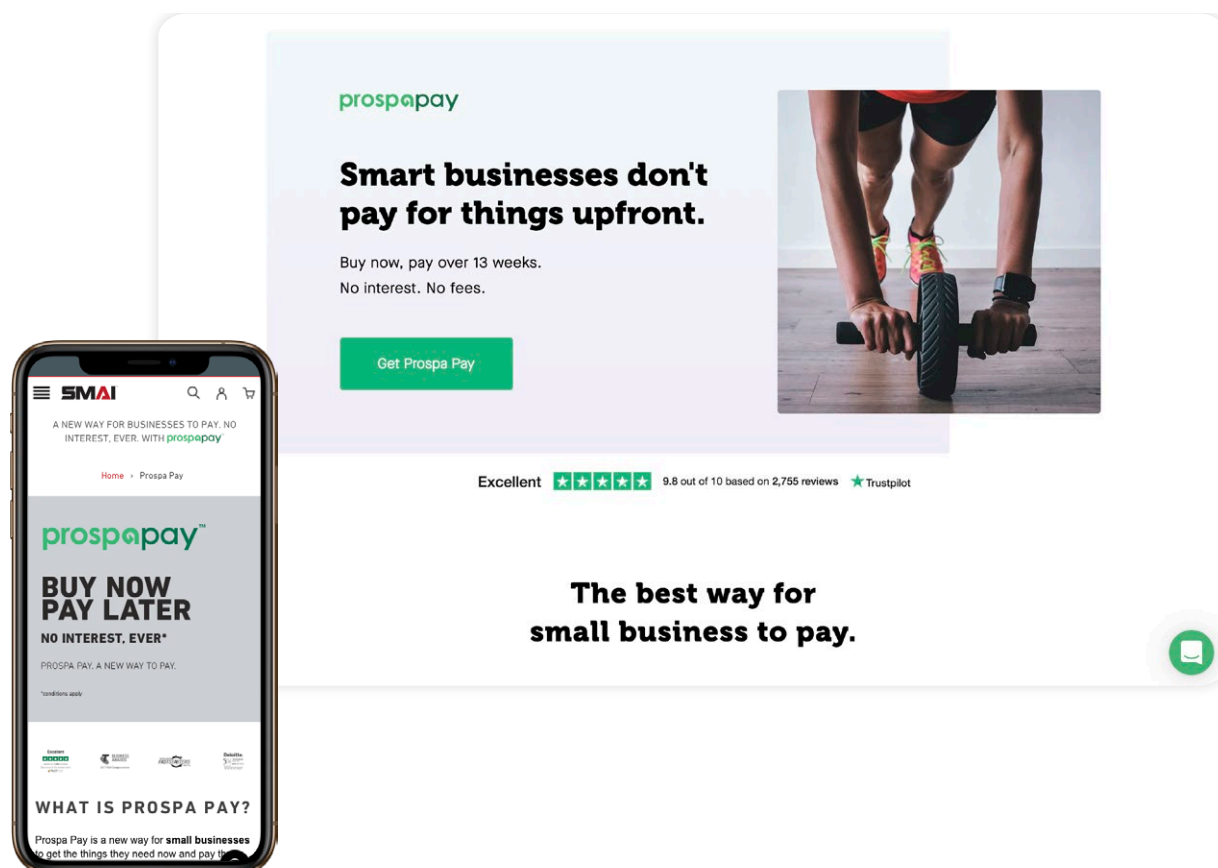 prospapay
Smart businesses don't
pay for things upfront.
Buy now, pay over 13 weeks.
No interest. No fees.
Get Prospa Pay
Excellent
9.8 out of 10 based on 2,755 reviews
Trustpilot
The best way for
small business to pay.
SMAI
A NEW WAY FOR BUSINESSES TO PAY. NO
INTEREST, EVER. WITH prospapay
Home > Prospa Pay
prospapay™
BUY NOW
PAY LATER
NO INTEREST, EVER*
PROSPA PAY. A NEW WAY TO PAY.
*conditions apply
Excellent
BUSINESS
AWARDS
Deloitte.
WHAT IS PROSPA PAY?
Prospa Pay is a new way for small businesses
to get the things they need now and pay